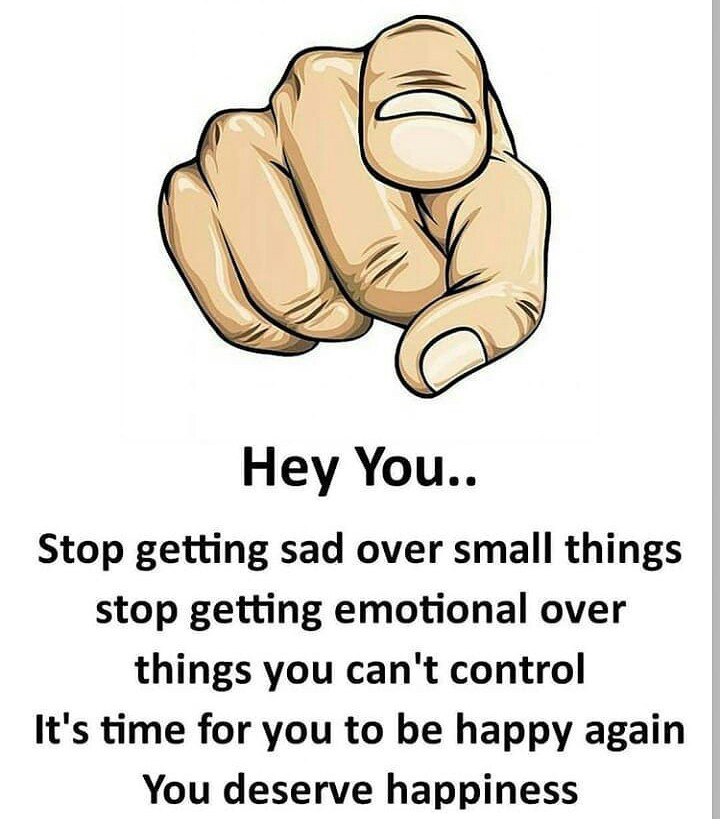 Hey You..
Stop getting sad over small things
stop getting emotional over
things you can't control
It's time for you to be happy again
You deserve happiness